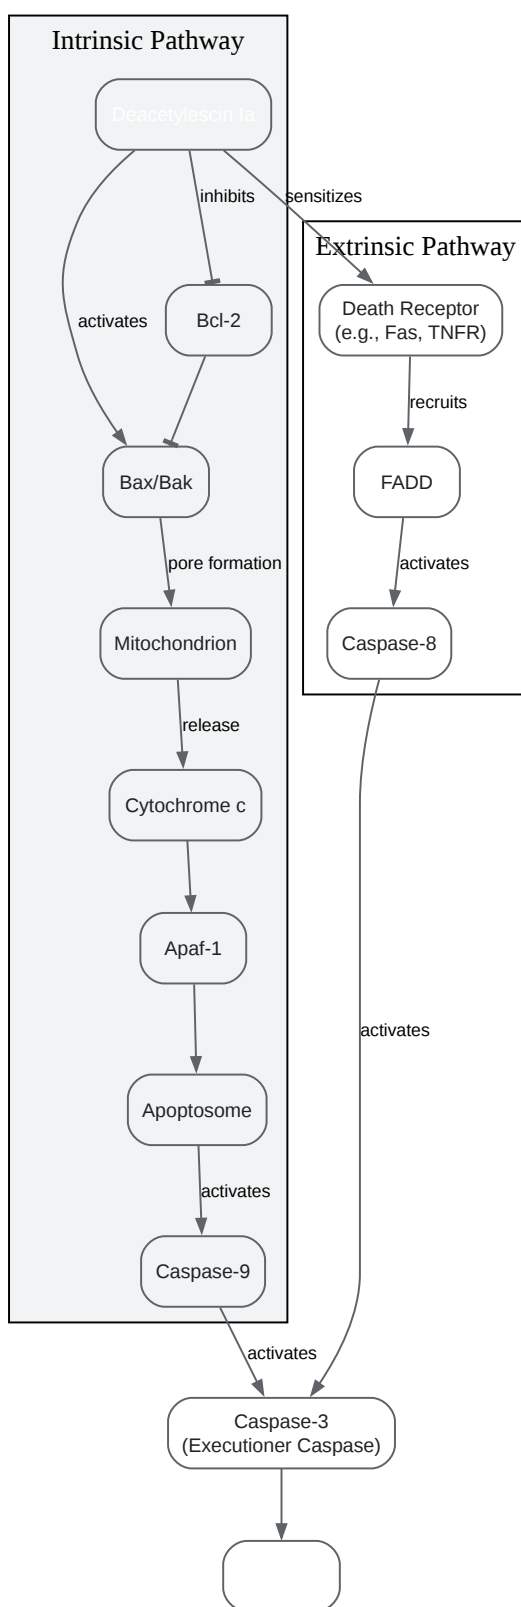 Intrinsic Pathway
Deacetylescin Ia
inhibits
sensitizes
Extrinsic Pathway
Death Receptor
(e.g., Fas, TNFR)
activates
Bcl-2
recruits
Bax/Bak
FADD
pore formation
activates
Mitochondrion
Caspase-8
release
Cytochrome c
Apaf-1
activates
Apoptosome
activates
Caspase-9
activates
Caspase-3
(Executioner Caspase)